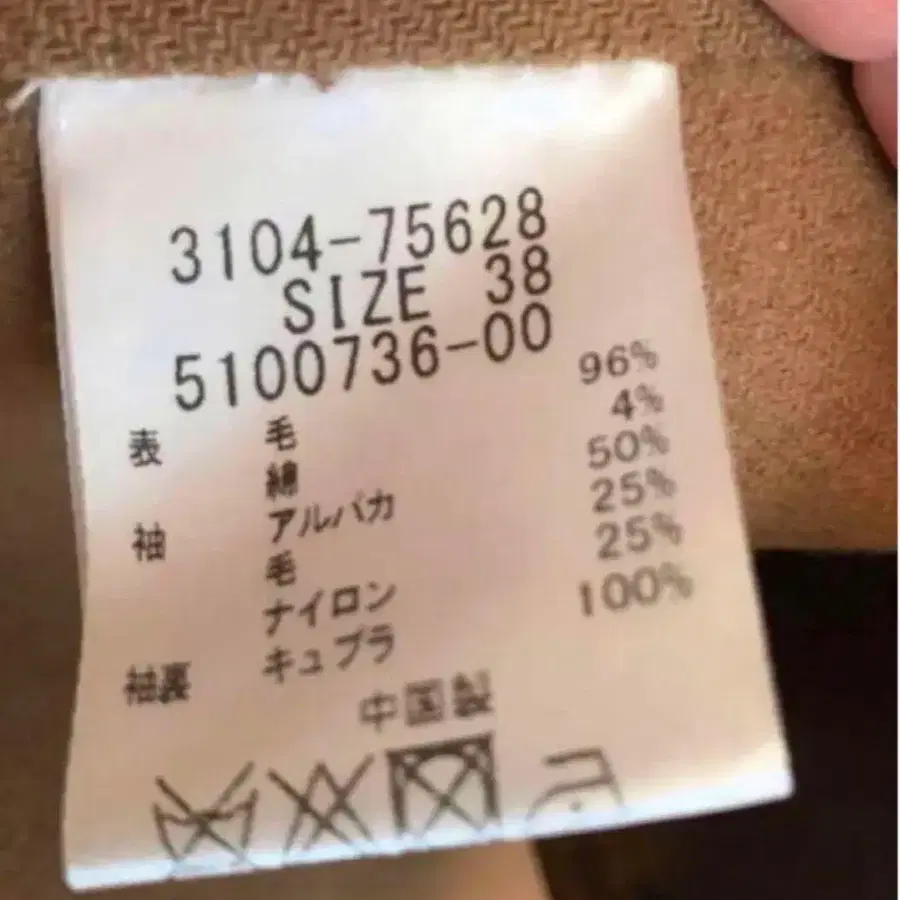 3104-75628
SIZE 38
5100736-00
表 毛 96%
綿 4%
袖 アルパカ 50%
毛 25%
ナイロン 25%
袖裏 キュプラ 100%
中国製